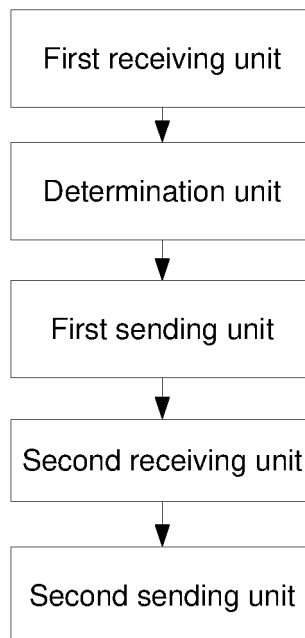 First receiving unit
Determination unit
First sending unit
Second receiving unit
Second sending unit